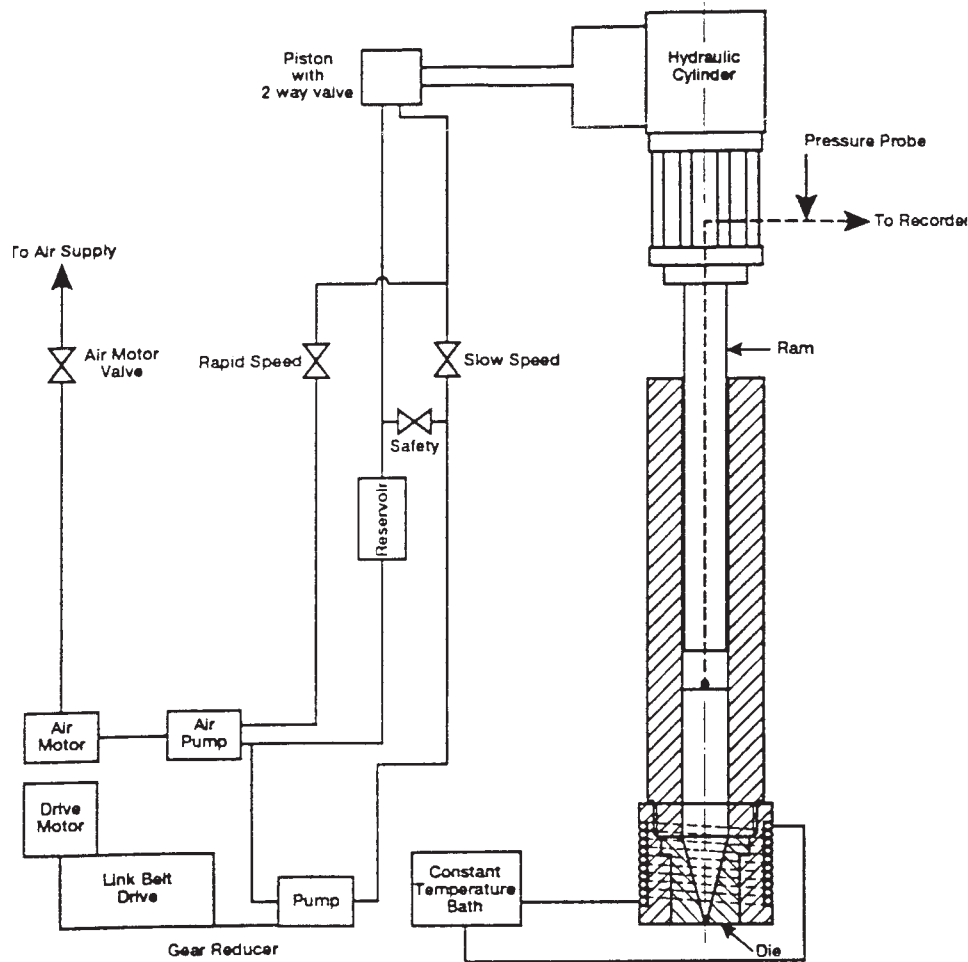 Piston
with
2 way valve
Hydraulic
Cylinder
Pressure Probe
To Recorder
To Air Supply
Air Motor
Valve
Rapid Speed
Slow Speed
Ram
Safety
Reservoir
Air
Motor
Air
Pump
Drive
Motor
Link Belt
Drive
Pump
Constant
Temperature
Bath
Gear Reducer
Die